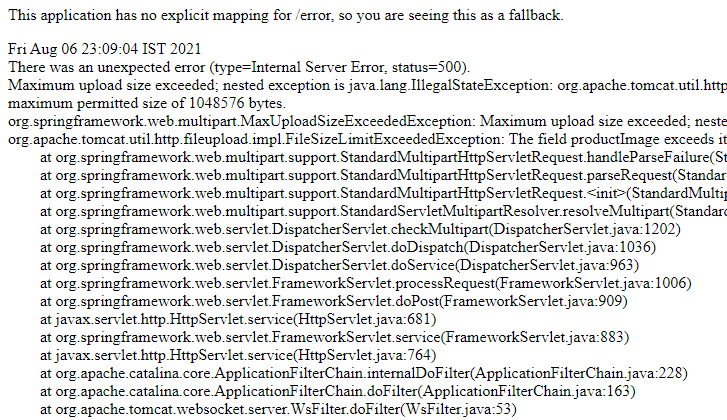 This application has no explicit mapping for /error, so you are seeing this as a fallback.
Fri Aug 06 23:09:04 IST 2021
There was an unexpected error (type=Internal Server Error, status=500).
Maximum upload size exceeded; nested exception is java.lang.IllegalStateException: org.apache.tomcat.util.http
maximum permitted size of 1048576 bytes.
org.springframework.web.multipart.MaxUploadSizeExceededException: Maximum upload size exceeded; neste
org.apache.tomcat.util.http.fileupload.impl.FileSizeLimitExceededException: The field productImage exceeds it
at org.springframework.web.multipart.support.StandardMultipartHttpServletRequest.handleParseFailure(St
at org.springframework.web.multipart.support.StandardMultipartHttpServletRequest.parseRequest(Standar
at org.springframework.web.multipart.support.StandardMultipartHttpServletRequest.<init>(StandardMultip
at org.springframework.web.multipart.support.StandardServletMultipartResolver.resolveMultipart(Standard
at org.springframework.web.servlet.DispatcherServlet.checkMultipart(DispatcherServlet.java:1202)
at org.springframework.web.servlet.DispatcherServlet.doDispatch(DispatcherServlet.java:1036)
at org.springframework.web.servlet.DispatcherServlet.doService(DispatcherServlet.java:963)
at org.springframework.web.servlet.FrameworkServlet.processRequest(FrameworkServlet.java:1006)
at org.springframework.web.servlet.FrameworkServlet.doPost(FrameworkServlet.java:909)
at javax.servlet.http.HttpServlet.service(HttpServlet.java:681)
at org.springframework.web.servlet.FrameworkServlet.service(FrameworkServlet.java:883)
at javax.servlet.http.HttpServlet.service(HttpServlet.java:764)
at org.apache.catalina.core.ApplicationFilterChain.internalDoFilter(ApplicationFilterChain.java:228)
at org.apache.catalina.core.ApplicationFilterChain.doFilter(ApplicationFilterChain.java:163)
at org.apache.tomcat.websocket.server.WsFilter.doFilter(WsFilter.java:53)